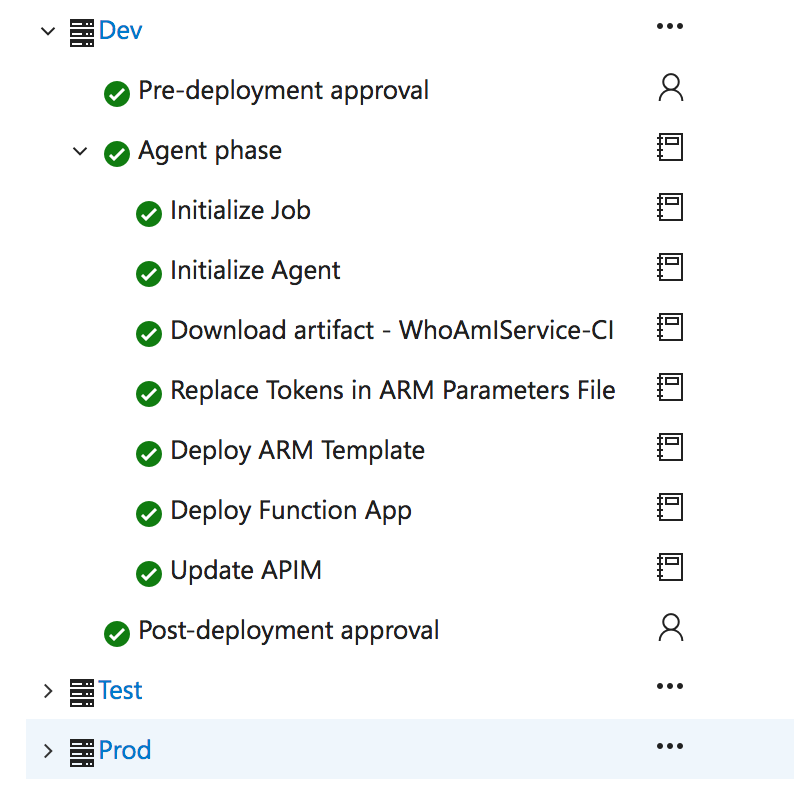 Dev
Pre-deployment approval
Agent phase
Initialize Job
Initialize Agent
Download artifact - WhoAmIService-CI
Replace Tokens in ARM Parameters File
Deploy ARM Template
Deploy Function App
Update APIM
Post-deployment approval
Test
Prod